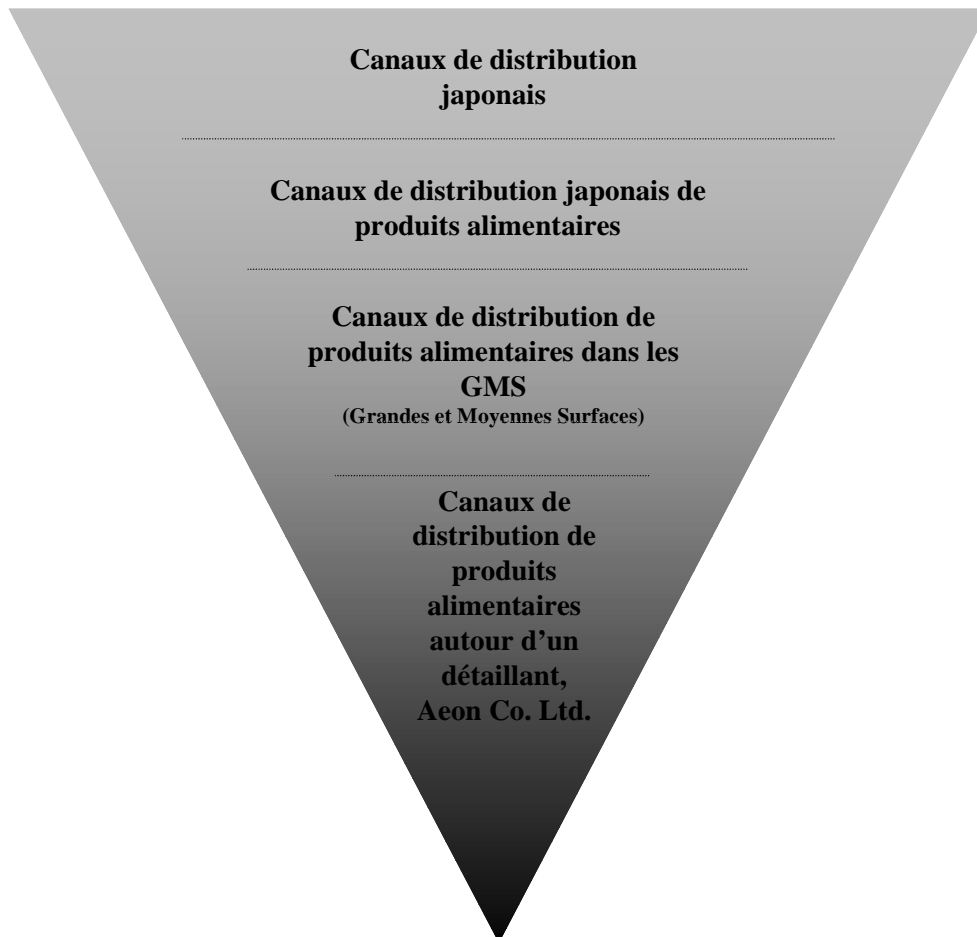 Canaux de distribution
japonais
Canaux de distribution japonais de
produits alimentaires
Canaux de distribution de
produits alimentaires dans les
GMS
(Grandes et Moyennes Surfaces)
Canaux de
distribution de
produits
alimentaires
autour d’un
détaillant,
Aeon Co. Ltd.